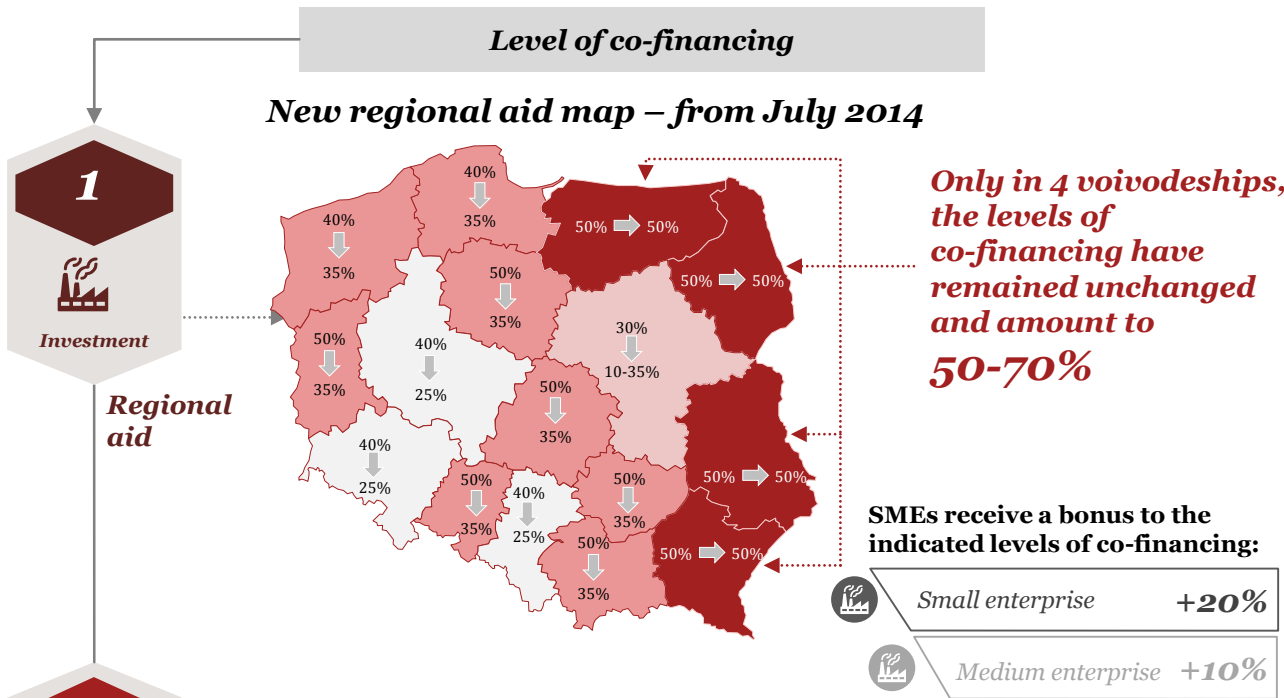 Level of co-financing
New regional aid map – from July 2014
1
Investment
Regional
aid
40%
35%
40%
35%
50% 50%
50% 50%
50%
35%
50%
35%
40%
25%
30%
10-35%
50%
35%
40%
25%
50%
35%
40%
25%
50%
35%
50%
35%
50% 50%
50% 50%
Only in 4 voivodeships,
the levels of
co-financing have
remained unchanged
and amount to
50-70%
SMEs receive a bonus to the
indicated levels of co-financing:
Small enterprise +20%
Medium enterprise +10%